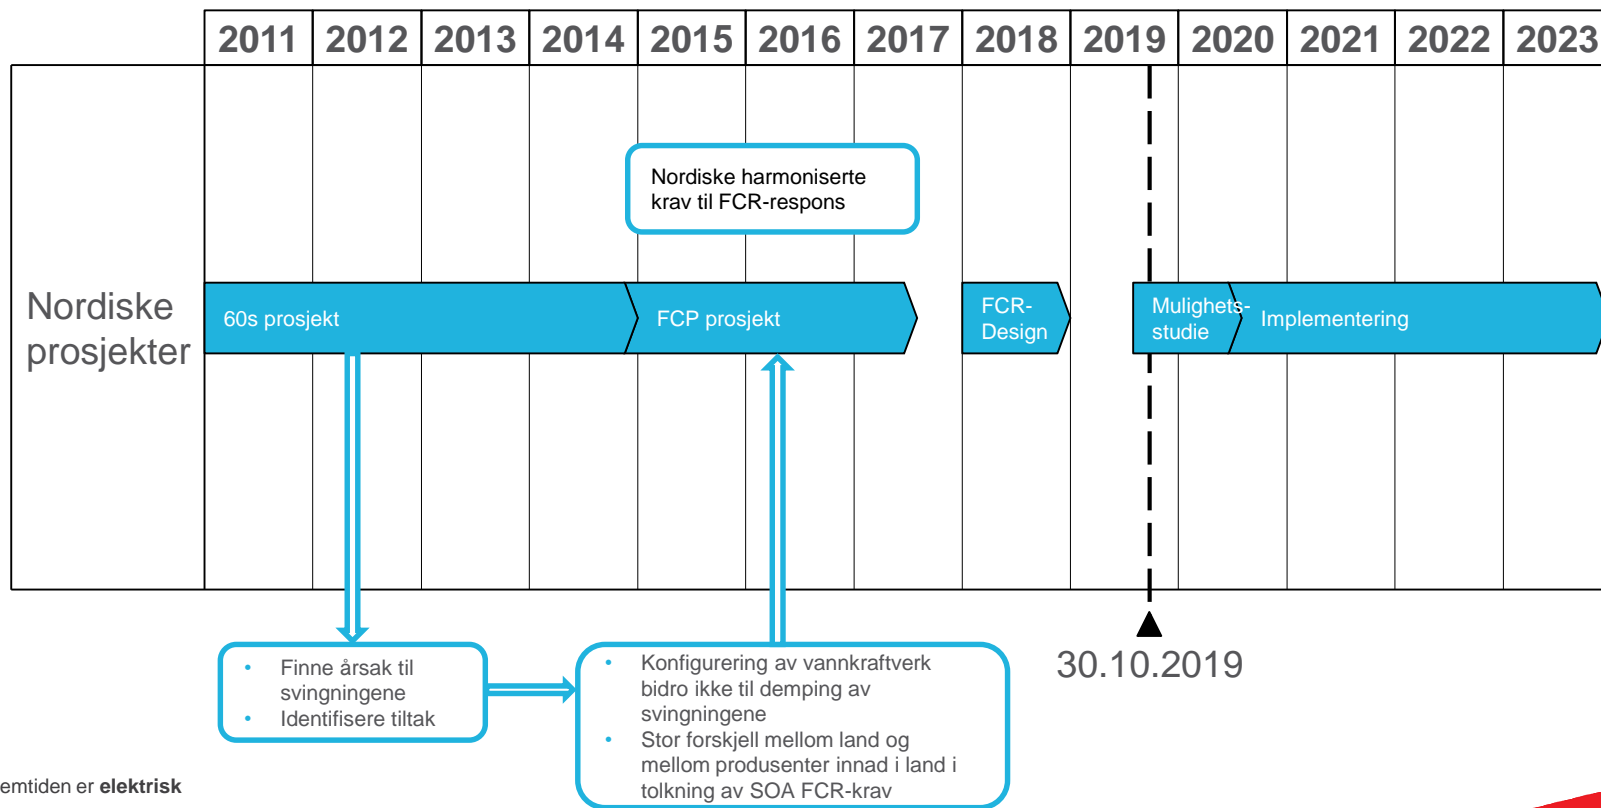 2011 2012 2013 2014 2015 2016 2017 2018 2019 2020 2021 2022 2023
Nordiske harmoniserte
krav til FCR-respons
Nordiske
prosjekter
60s prosjekt
FCP prosjekt
FCR-
Design
Mulighets-
studie
Implementering
• Finne årsak til
svingningene
• Identifisere tiltak
• Konfigurering av vannkraftverk
bidro ikke til demping av
svingningene
• Stor forskjell mellom land og
mellom produsenter innad i land i
tolkning av SOA FCR-krav
30.10.2019
emtiden er elektrisk